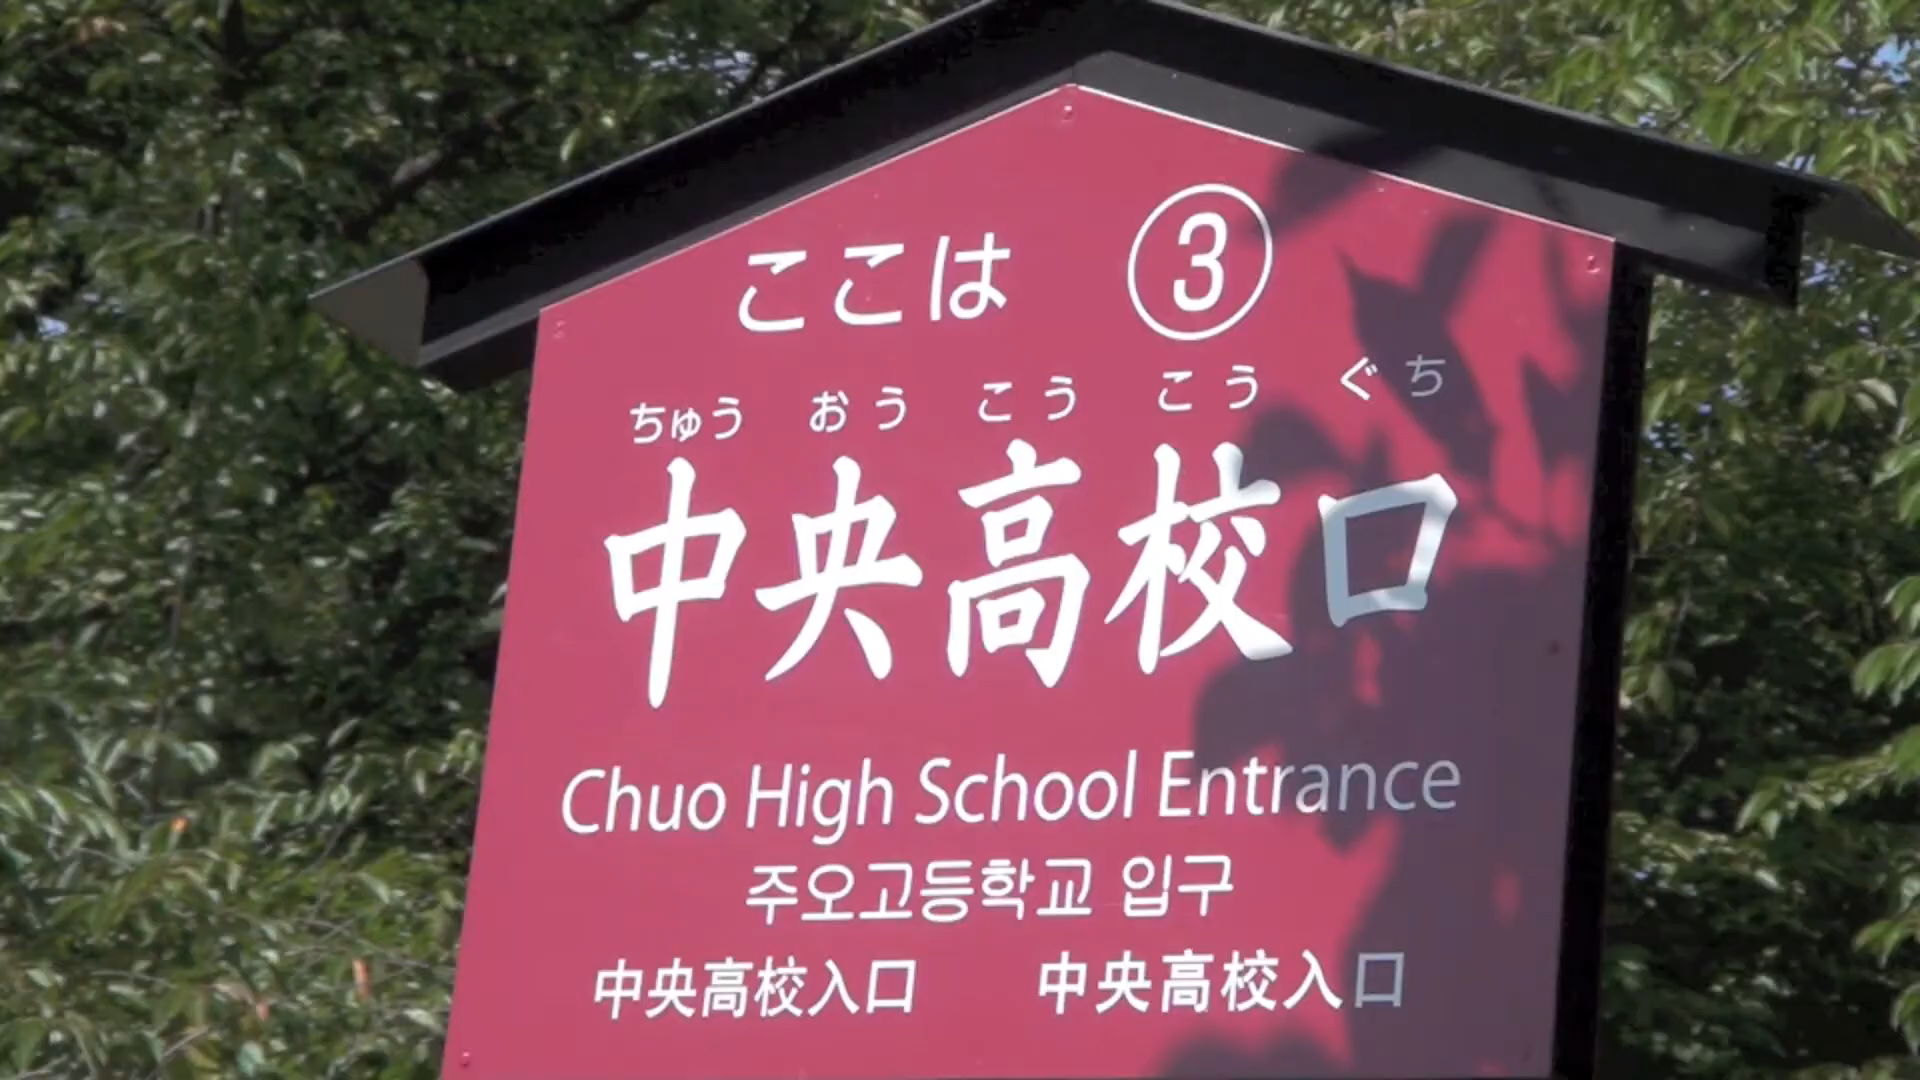 ここは ③
ちゅう おう こう こう ぐち
中央高校口
Chuo High School Entrance
주오고등학교 입구
中央高校入口 中央高校入口